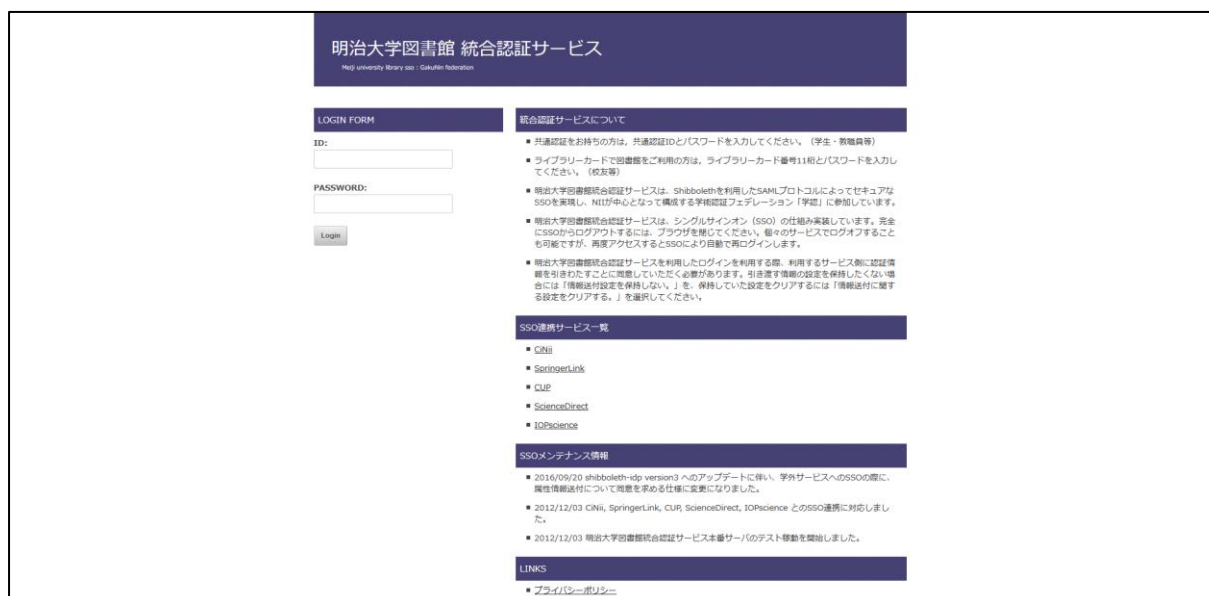 明治大学図書館 統合認証サービス
Meiji university library sso : GakuNin federation
LOGIN FORM
ID:
PASSWORD:
Login
統合認証サービスについて
■ 共通認証をお持ちの方は，共通認証IDとパスワードを入力してください。（学生・教職員等）
■ ライブラリーカードで図書館をご利用の方は，ライブラリーカード番号11桁とパスワードを入力し
てください。（校友等）
■ 明治大学図書館統合認証サービスは、Shibbolethを利用したSAMLプロトコルによってセキュアな
SSOを実現し、NIIが中心となって構成する学術認証フェデレーション「学認」に参加しています。
■ 明治大学図書館統合認証サービスは、シングルサインオン（SSO）の仕組み実装しています。完全
にSSOからログアウトするには、ブラウザを閉じてください。個々のサービスでログオフすること
も可能ですが、再度アクセスするとSSOにより自動で再ログインします。
■ 明治大学図書館統合認証サービスを利用したログインを利用する際、利用するサービス側に認証情
報を引きわたすことに同意していただく必要があります。引き渡す情報の設定を保持したくない場
合には「情報送付設定を保持しない。」を、保持していた設定をクリアするには「情報送付に関す
る設定をクリアする。」を選択してください。
SSO連携サービス一覧
■ CiNii
■ SpringerLink
■ CUP
■ ScienceDirect
■ IOPscience
SSOメンテナンス情報
■ 2016/09/20 shibboleth-idp version3 へのアップデートに伴い、学外サービスへのSSOの際に、
属性情報送付について同意を求める仕様に変更になりました。
■ 2012/12/03 CiNii, SpringerLink, CUP, ScienceDirect, IOPscience とのSSO連携に対応しまし
た。
■ 2012/12/03 明治大学図書館統合認証サービス本番サーバのテスト稼動を開始しました。
LINKS
■ プライバシーポリシー